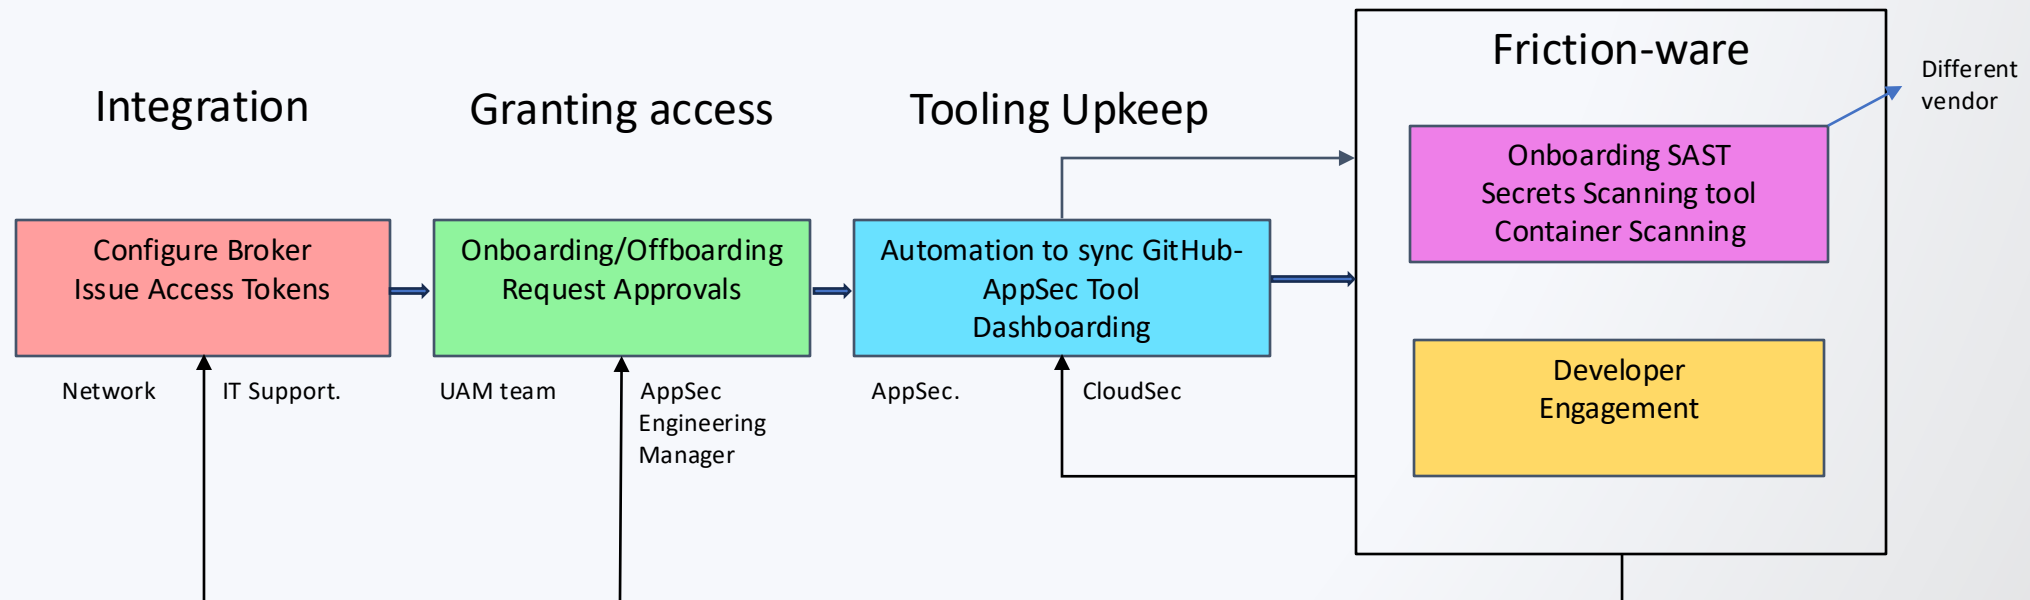 Integration
Granting access
Tooling Upkeep
Friction-ware
Different
vendor
Configure Broker
Issue Access Tokens
Onboarding/Offboarding
Request Approvals
Automation to sync GitHub-
AppSec Tool
Dashboarding
Onboarding SAST
Secrets Scanning tool
Container Scanning
Developer
Engagement
Network
IT Support.
UAM team
AppSec
Engineering
Manager
AppSec.
CloudSec